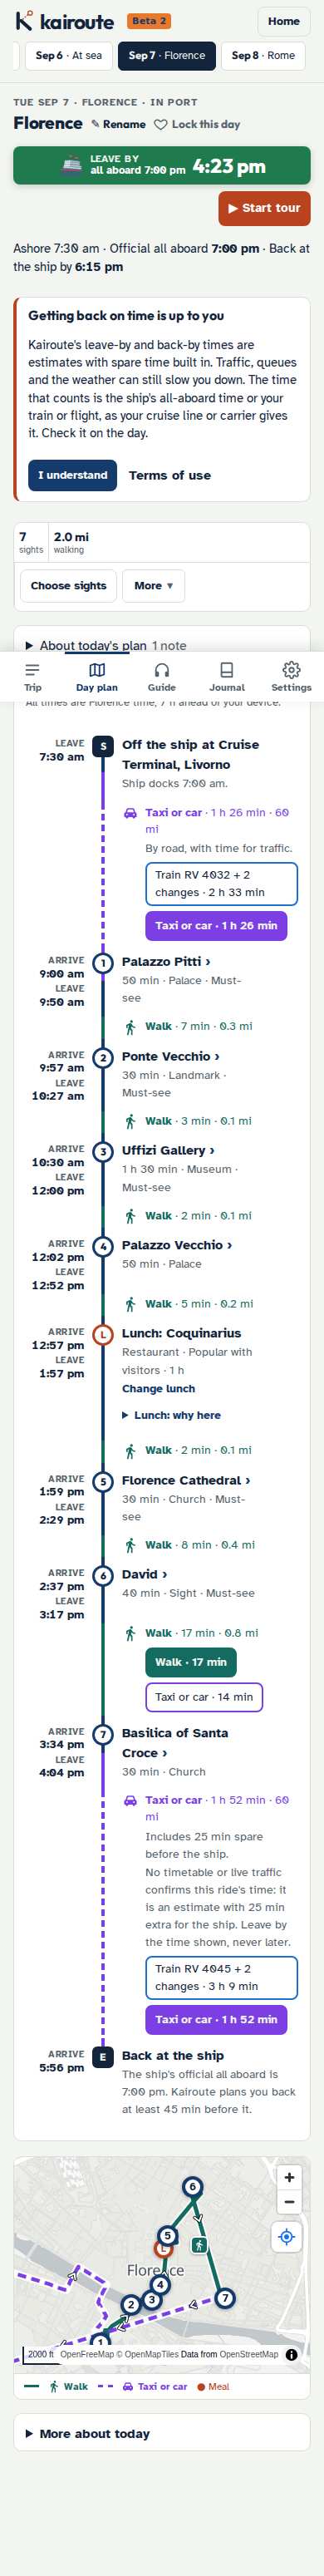 kairoute Beta 2 Home
Sep 6 · At sea Sep 7 · Florence Sep 8 · Rome
TUE SEP 7 · FLORENCE · IN PORT
Florence ✎ Rename Lock this day
LEAVE BY
all aboard 7:00 pm 4:23 pm
▶ Start tour
Ashore 7:30 am · Official all aboard 7:00 pm · Back at
the ship by 6:15 pm
Getting back on time is up to you
Kairoute's leave-by and back-by times are
estimates with spare time built in. Traffic, queues
and the weather can still slow you down. The time
that counts is the ship's all-aboard time or your
train or flight, as your cruise line or carrier gives
it. Check it on the day.
I understand Terms of use
7
sights
2.0 mi
walking
Choose sights More ▾
▶ About today's plan 1 note
Trip Day plan Guide Journal Settings
All times are Florence time, 7 h ahead of your device.
LEAVE
7:30 am
S
Off the ship at Cruise
Terminal, Livorno
Ship docks 7:00 am.
Taxi or car · 1 h 26 min · 60
mi
By road, with time for traffic.
Train RV 4032 + 2
changes · 2 h 33 min
Taxi or car · 1 h 26 min
ARRIVE
9:00 am
LEAVE
9:50 am
1
Palazzo Pitti ›
50 min · Palace · Must-
see
Walk · 7 min · 0.3 mi
ARRIVE
9:57 am
LEAVE
10:27 am
2
Ponte Vecchio ›
30 min · Landmark ·
Must-see
Walk · 3 min · 0.1 mi
ARRIVE
10:30 am
LEAVE
12:00 pm
3
Uffizi Gallery ›
1 h 30 min · Museum ·
Must-see
Walk · 2 min · 0.1 mi
ARRIVE
12:02 pm
LEAVE
12:52 pm
4
Palazzo Vecchio ›
50 min · Palace
Walk · 5 min · 0.2 mi
ARRIVE
12:57 pm
LEAVE
1:57 pm
L
Lunch: Coquinarius
Restaurant · Popular with
visitors · 1 h
Change lunch
▶ Lunch: why here
Walk · 2 min · 0.1 mi
ARRIVE
1:59 pm
LEAVE
2:29 pm
5
Florence Cathedral ›
30 min · Church · Must-
see
Walk · 8 min · 0.4 mi
ARRIVE
2:37 pm
LEAVE
3:17 pm
6
David ›
40 min · Sight · Must-see
Walk · 17 min · 0.8 mi
Walk · 17 min
Taxi or car · 14 min
ARRIVE
3:34 pm
LEAVE
4:04 pm
7
Basilica of Santa
Croce ›
30 min · Church
Taxi or car · 1 h 52 min · 60
mi
Includes 25 min spare
before the ship.
No timetable or live traffic
confirms this ride's time: it
is an estimate with 25 min
extra for the ship. Leave by
the time shown, never later.
Train RV 4045 + 2
changes · 3 h 9 min
Taxi or car · 1 h 52 min
ARRIVE
5:56 pm
E
Back at the ship
The ship's official all aboard is
7:00 pm. Kairoute plans you back
at least 45 min before it.
6
5
L
Florence
4
3
2
7
1
+
−
2000 ft OpenFreeMap © OpenMapTiles Data from OpenStreetMap
Walk Taxi or car Meal
▶ More about today